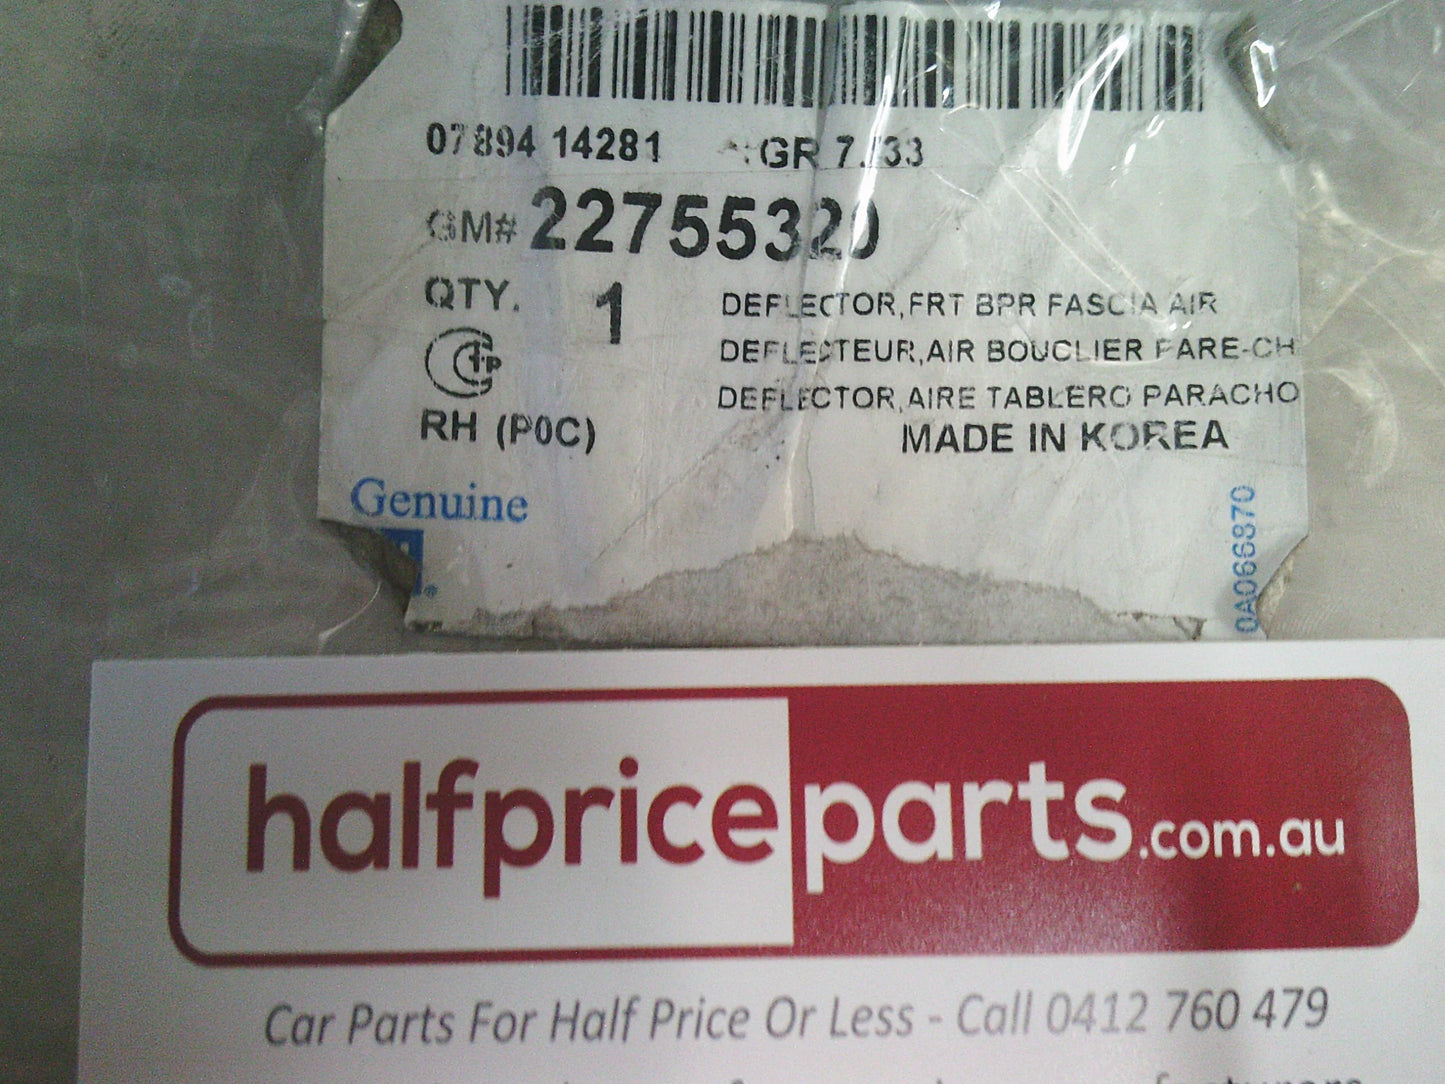 07894 14281 GR 7.733
GM# 22755320
QTY. 1
DEFLECTOR,FRT BPR FASCIA AIR
DEFLECTEUR,AIR BOUCLIER PARE-CH
DEFLECTOR,AIRE TABLERO PARACHO
RH (P0C)
MADE IN KOREA
Genuine
0A066870
halfpriceparts.com.au
Car Parts For Half Price Or Less - Call 0412 760 479